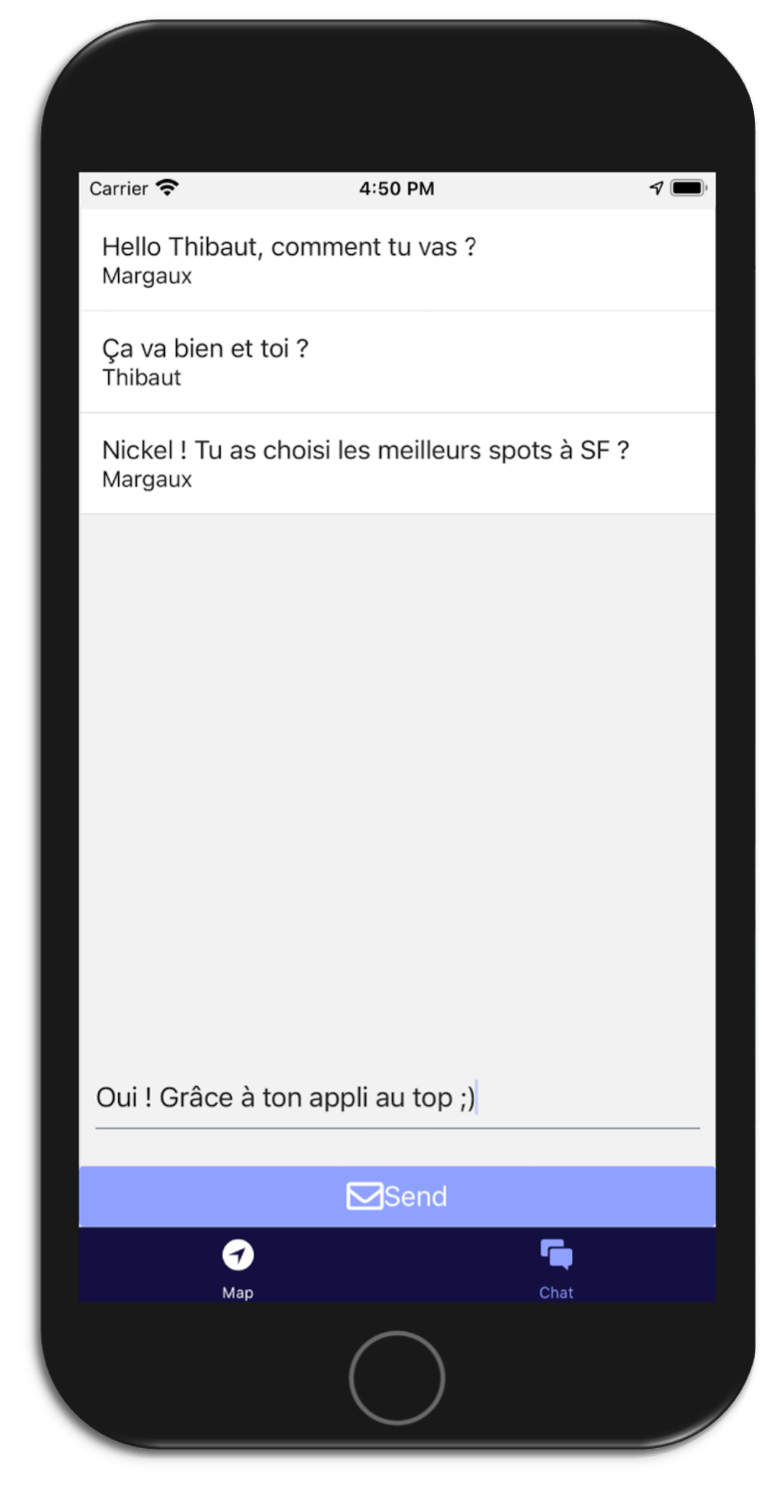 Carrier 4:50 PM
Hello Thibaut, comment tu vas ?
Margaux
Ça va bien et toi ?
Thibaut
Nickel ! Tu as choisi les meilleurs spots à SF ?
Margaux
Oui ! Grâce à ton appli au top ;)
Send
Map Chat